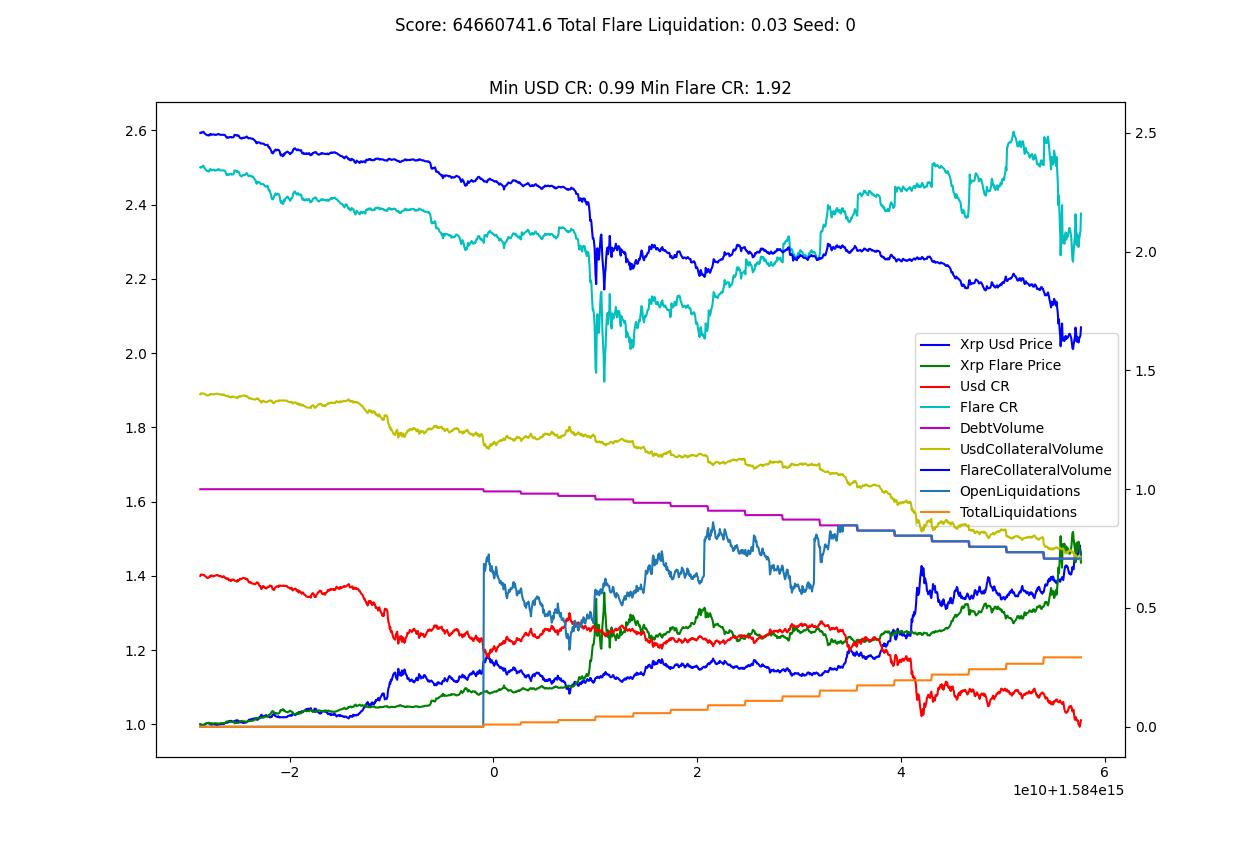 Score: 64660741.6 Total Flare Liquidation: 0.03 Seed: 0
Min USD CR: 0.99 Min Flare CR: 1.92
2.6
2.4
2.2
2.0
1.8
1.6
1.4
1.2
1.0
2.5
2.0
1.5
1.0
0.5
0.0
Xrp Usd Price
Xrp Flare Price
Usd CR
Flare CR
DebtVolume
UsdCollateralVolume
FlareCollateralVolume
OpenLiquidations
TotalLiquidations
−2 0 2 4 6
1e10+1.584e15